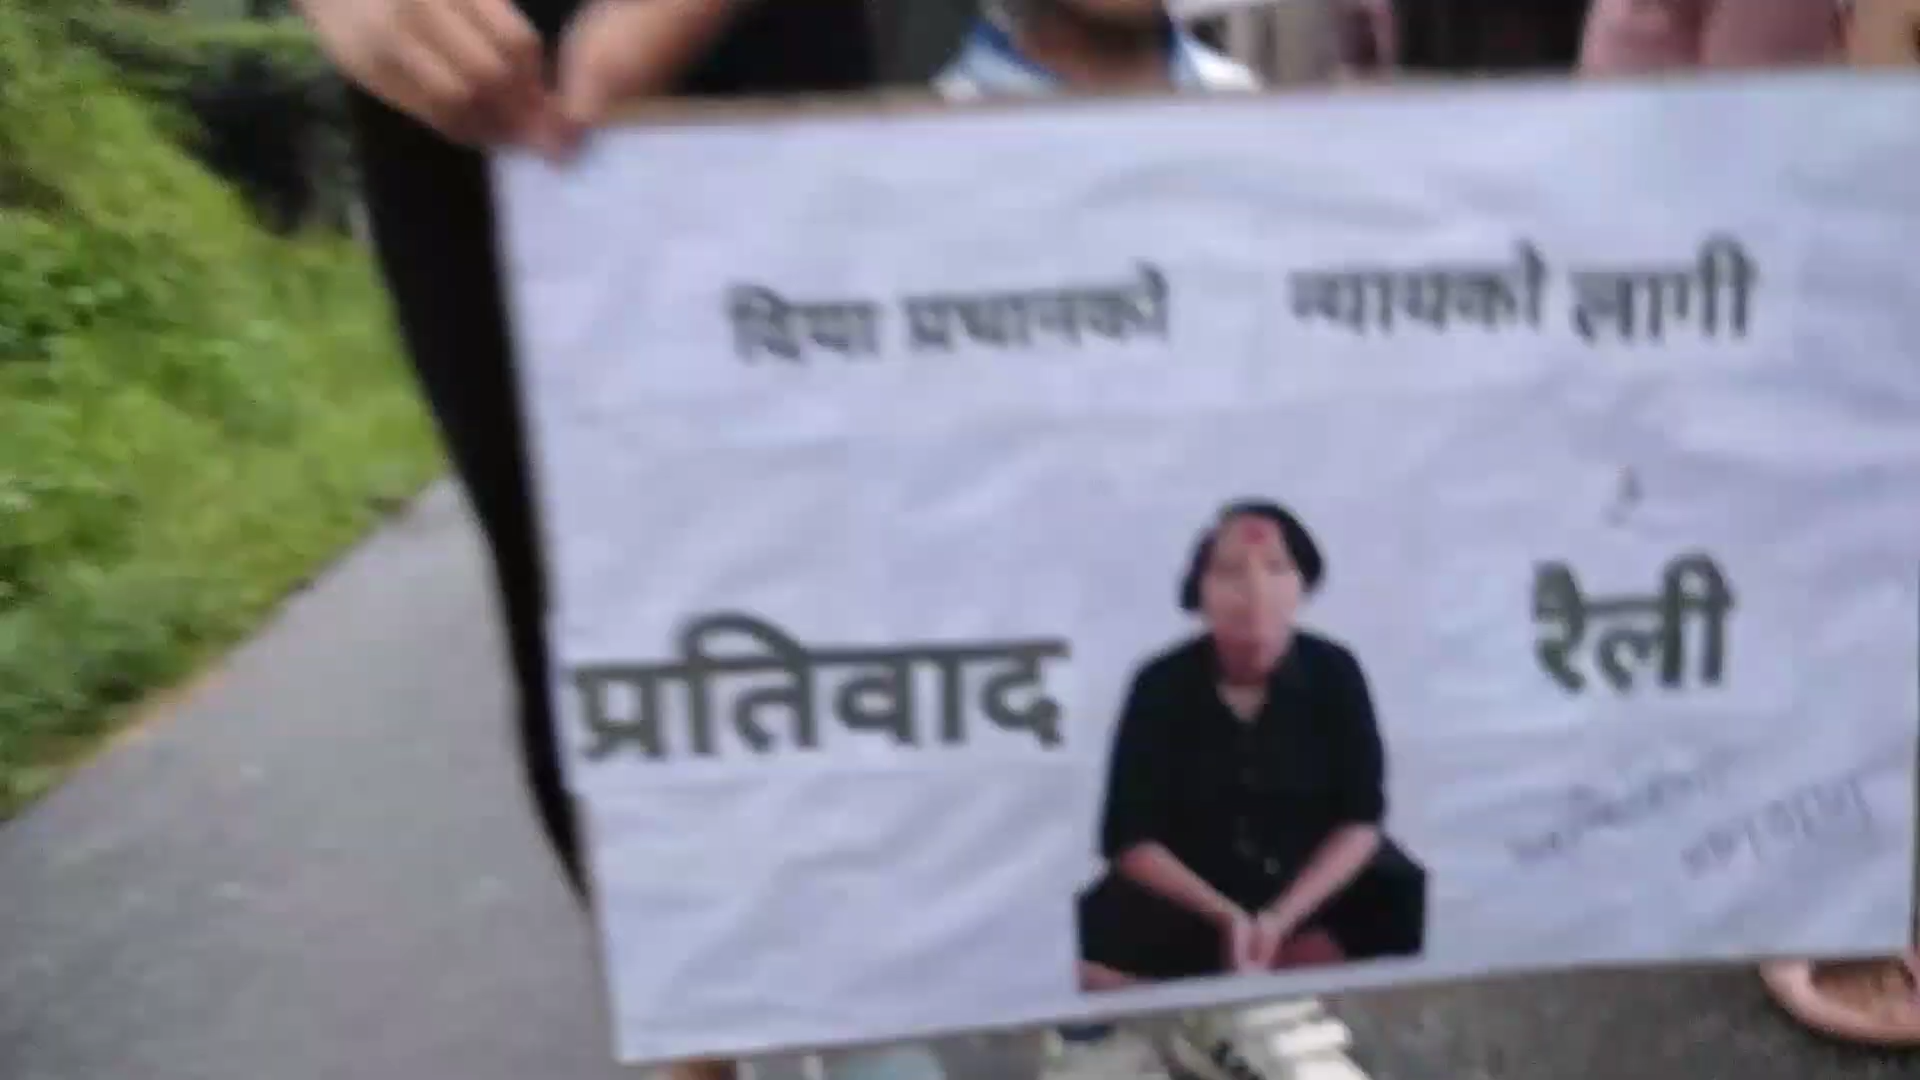 दिया प्रधानको न्यायको लागी
प्रतिवाद रैली